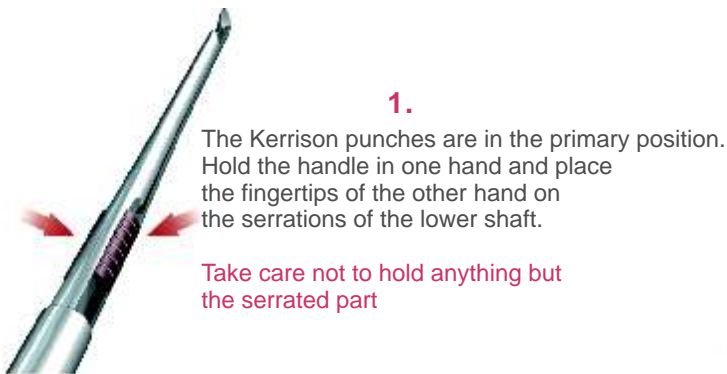 1.
The Kerrison punches are in the primary position.
Hold the handle in one hand and place
the fingertips of the other hand on
the serrations of the lower shaft.
Take care not to hold anything but
the serrated part